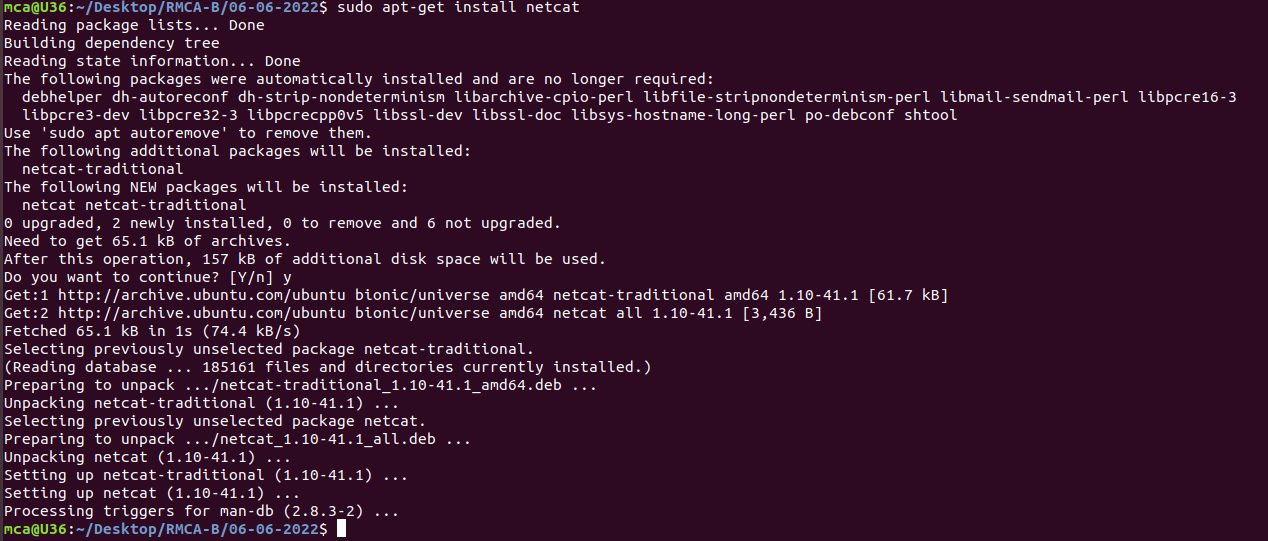 mca@U36:~/Desktop/RMCA-B/06-06-2022$ sudo apt-get install netcat
Reading package lists... Done
Building dependency tree
Reading state information... Done
The following packages were automatically installed and are no longer required:
  debhelper dh-autoreconf dh-strip-nondeterminism libarchive-cpio-perl libfile-stripnondeterminism-perl libmail-sendmail-perl libpcre16-3
  libpcre3-dev libpcre32-3 libpcrecpp0v5 libssl-dev libssl-doc libsys-hostname-long-perl po-debconf shtool
Use 'sudo apt autoremove' to remove them.
The following additional packages will be installed:
  netcat-traditional
The following NEW packages will be installed:
  netcat netcat-traditional
0 upgraded, 2 newly installed, 0 to remove and 6 not upgraded.
Need to get 65.1 kB of archives.
After this operation, 157 kB of additional disk space will be used.
Do you want to continue? [Y/n] y
Get:1 http://archive.ubuntu.com/ubuntu bionic/universe amd64 netcat-traditional amd64 1.10-41.1 [61.7 kB]
Get:2 http://archive.ubuntu.com/ubuntu bionic/universe amd64 netcat all 1.10-41.1 [3,436 B]
Fetched 65.1 kB in 1s (74.4 kB/s)
Selecting previously unselected package netcat-traditional.
(Reading database ... 185161 files and directories currently installed.)
Preparing to unpack .../netcat-traditional_1.10-41.1_amd64.deb ...
Unpacking netcat-traditional (1.10-41.1) ...
Selecting previously unselected package netcat.
Preparing to unpack .../netcat_1.10-41.1_all.deb ...
Unpacking netcat (1.10-41.1) ...
Setting up netcat-traditional (1.10-41.1) ...
Setting up netcat (1.10-41.1) ...
Processing triggers for man-db (2.8.3-2) ...
mca@U36:~/Desktop/RMCA-B/06-06-2022$